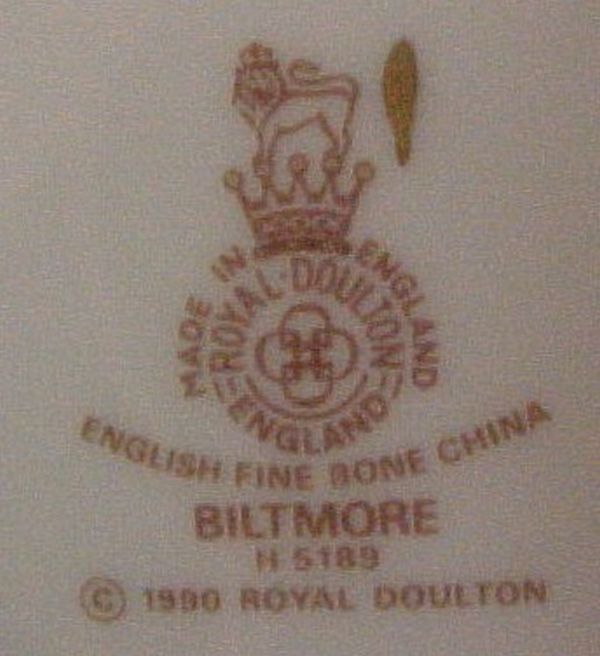 MADE IN ENGLAND
ROYAL·DOULTON
ENGLAND
ENGLISH FINE BONE CHINA
BILTMORE
H 5189
© 1990 ROYAL DOULTON